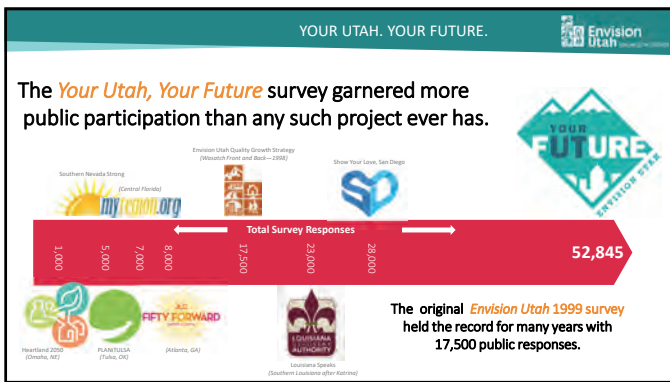 YOUR UTAH. YOUR FUTURE.
Envision
Utah
The Your Utah, Your Future survey garnered more
public participation than any such project ever has.
Envision Utah Quality Growth Strategy
(Wasatch Front and Back—1998)
Show Your Love, San Diego
Southern Nevada Strong
(Central Florida)
myregion.org
SD
YOUR
FUTURE
ENVISION UTAH
Total Survey Responses
1,000
5,000
7,000
8,000
17,500
23,000
28,000
52,845
FIFTY FORWARD
LOUISIANA
RECOVERY
AUTHORITY
Heartland 2050
(Omaha, NE)
PLANiTULSA
(Tulsa, OK)
(Atlanta, GA)
Louisiana Speaks
(Southern Louisiana after Katrina)
The original Envision Utah 1999 survey
held the record for many years with
17,500 public responses.